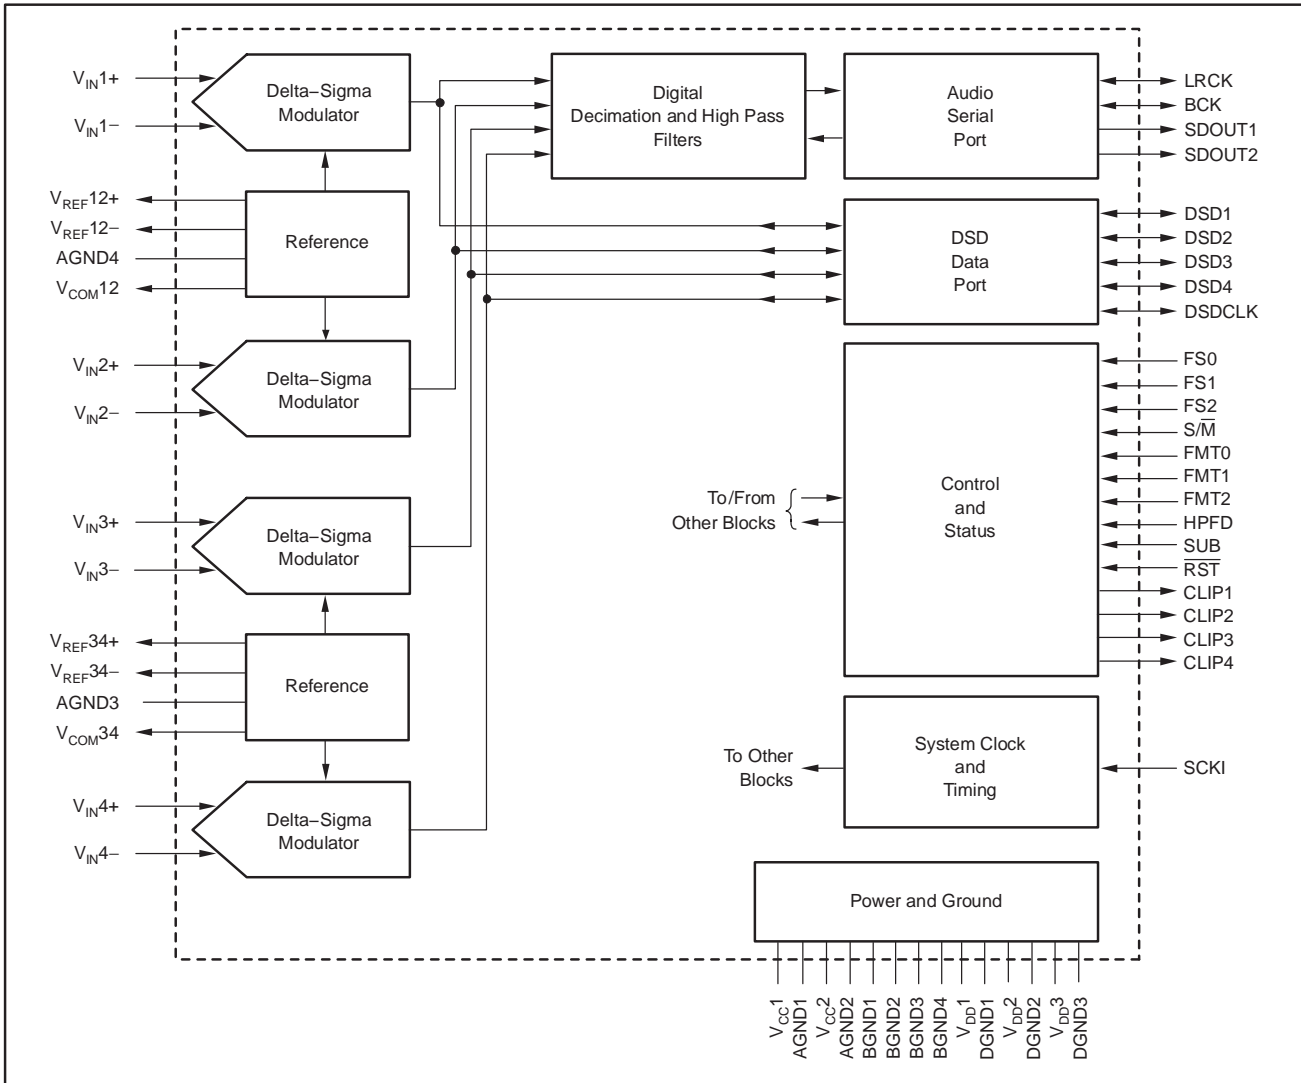 V_IN1+
V_IN1−
V_REF12+
V_REF12−
AGND4
V_COM12
V_IN2+
V_IN2−
V_IN3+
V_IN3−
V_REF34+
V_REF34−
AGND3
V_COM34
V_IN4+
V_IN4−
Delta−Sigma
Modulator
Reference
Delta−Sigma
Modulator
Delta−Sigma
Modulator
Reference
Delta−Sigma
Modulator
Digital
Decimation and High Pass
Filters
Audio
Serial
Port
DSD
Data
Port
To/From
Other Blocks
Control
and
Status
To Other
Blocks
System Clock
and
Timing
Power and Ground
LRCK
BCK
SDOUT1
SDOUT2
DSD1
DSD2
DSD3
DSD4
DSDCLK
FS0
FS1
FS2
S/M̅
FMT0
FMT1
FMT2
HPFD
SUB
R̅S̅T̅
CLIP1
CLIP2
CLIP3
CLIP4
SCKI
V_CC1
AGND1
V_CC2
AGND2
BGND1
BGND2
BGND3
BGND4
V_DD1
DGND1
V_DD2
DGND2
V_DD3
DGND3